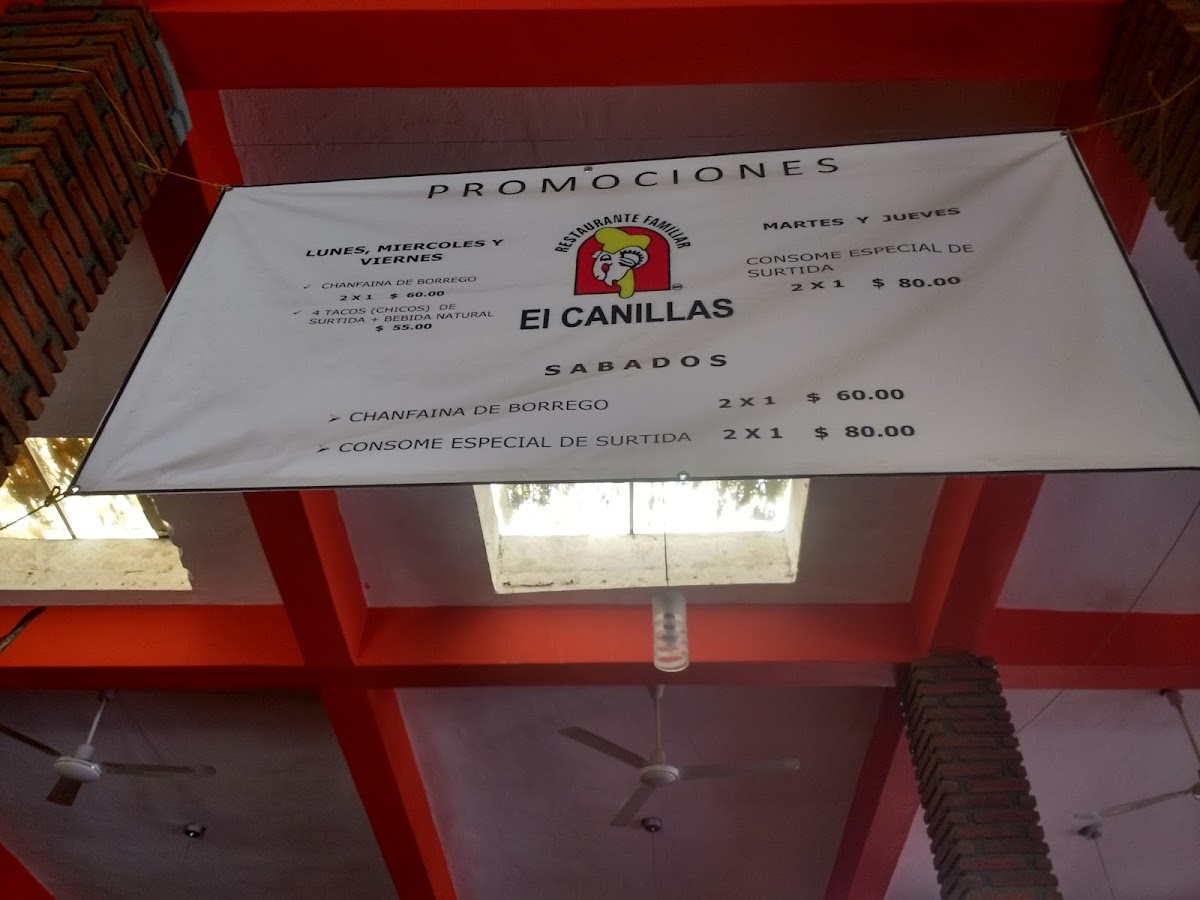 PROMOCIONES
LUNES, MIERCOLES Y
VIERNES
CHANFAINA DE BORREGO
2 X 1 $ 60.00
4 TACOS (CHICOS) DE
SURTIDA + BEBIDA NATURAL
$ 55.00
RESTAURANTE FAMILIAR
El CANILLAS
MARTES Y JUEVES
CONSOME ESPECIAL DE
SURTIDA
2 X 1 $ 80.00
SABADOS
CHANFAINA DE BORREGO 2 X 1 $ 60.00
CONSOME ESPECIAL DE SURTIDA 2 X 1 $ 80.00